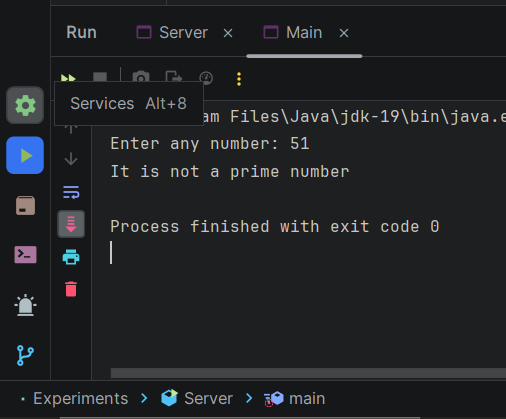 Run Server × Main ×
Services Alt+8
am Files\Java\jdk-19\bin\java.e
Enter any number: 51
It is not a prime number
Process finished with exit code 0
Experiments > Server > main